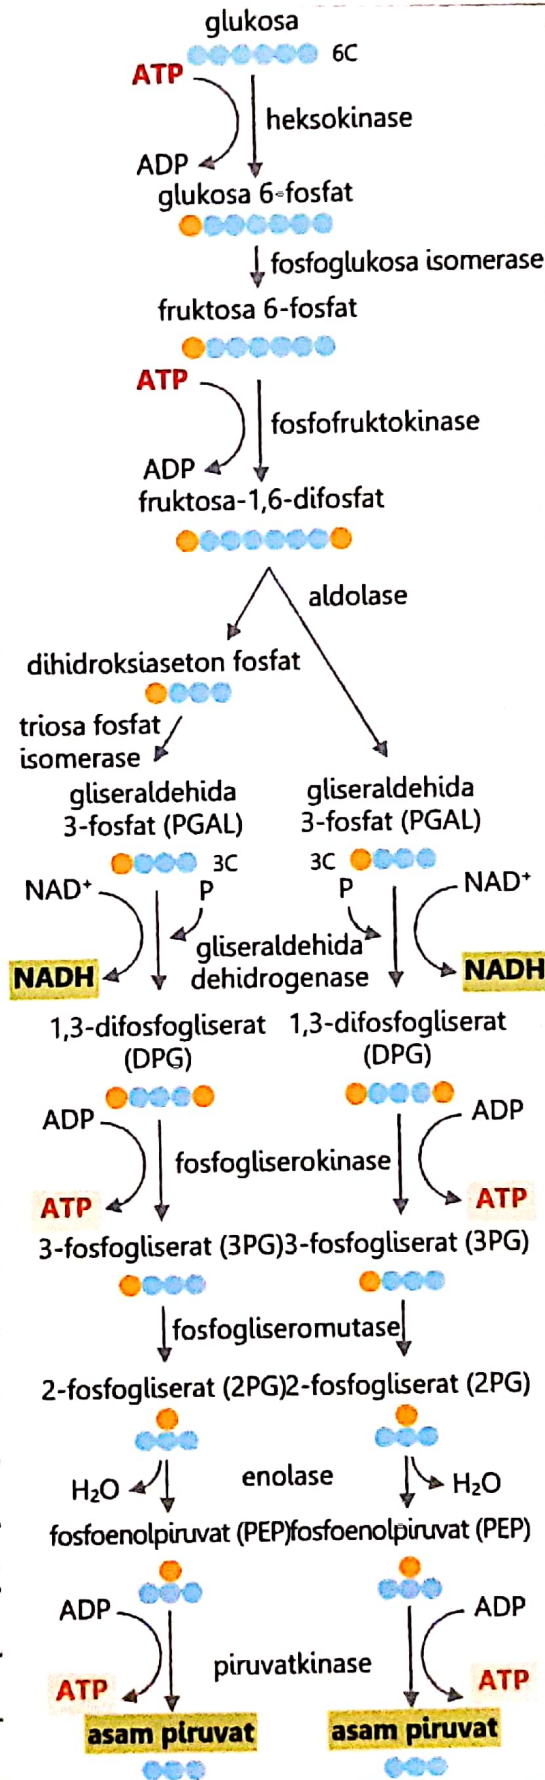 glukosa
6C
ATP
heksokinase
ADP
glukosa 6-fosfat
fosfoglukosa isomerase
fruktosa 6-fosfat
ATP
fosfofruktokinase
ADP
fruktosa-1,6-difosfat
aldolase
dihidroksiaseton fosfat
triosa fosfat
isomerase
gliseraldehida
3-fosfat (PGAL)
gliseraldehida
3-fosfat (PGAL)
3C
3C
NAD⁺
P
P
NAD⁺
gliseraldehida
dehidrogenase
NADH
NADH
1,3-difosfogliserat
(DPG)
1,3-difosfogliserat
(DPG)
ADP
ADP
fosfogliserokinase
ATP
ATP
3-fosfogliserat (3PG)
3-fosfogliserat (3PG)
fosfogliseromutase
2-fosfogliserat (2PG)
2-fosfogliserat (2PG)
H₂O
enolase
H₂O
fosfoenolpiruvat (PEP)
fosfoenolpiruvat (PEP)
ADP
ADP
piruvatkinase
ATP
ATP
asam piruvat
asam piruvat